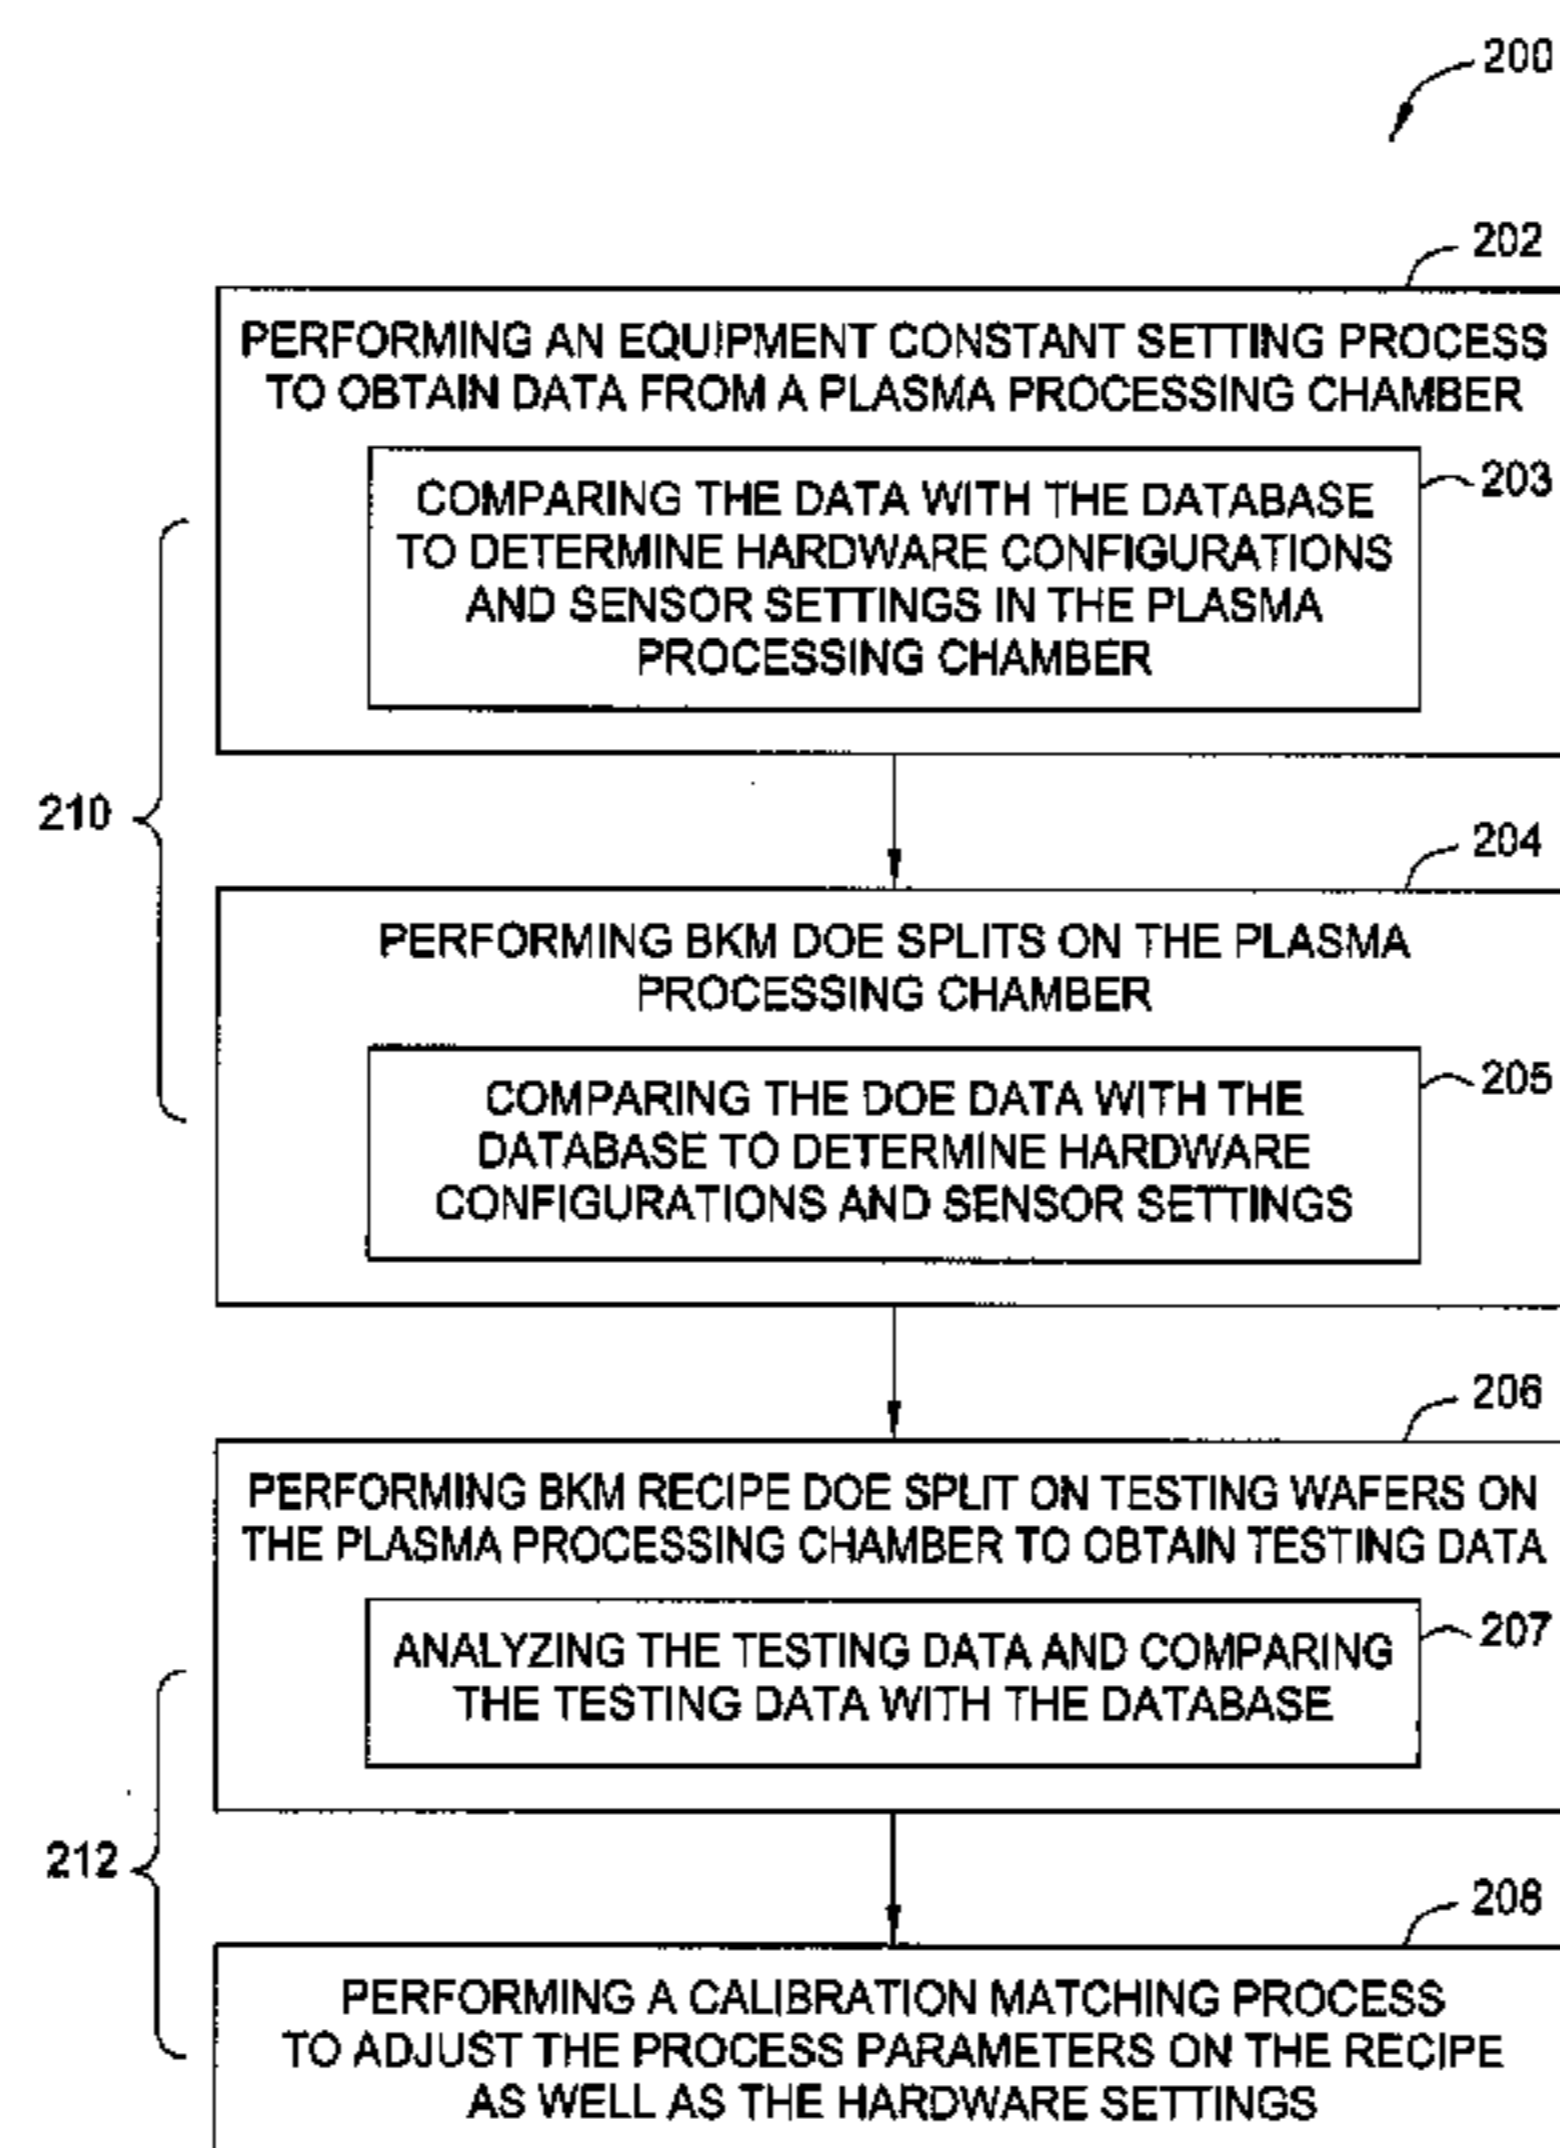 200
202
PERFORMING AN EQUIPMENT CONSTANT SETTING PROCESS
TO OBTAIN DATA FROM A PLASMA PROCESSING CHAMBER
203
COMPARING THE DATA WITH THE DATABASE
TO DETERMINE HARDWARE CONFIGURATIONS
AND SENSOR SETTINGS IN THE PLASMA
PROCESSING CHAMBER
210
204
PERFORMING BKM DOE SPLITS ON THE PLASMA
PROCESSING CHAMBER
205
COMPARING THE DOE DATA WITH THE
DATABASE TO DETERMINE HARDWARE
CONFIGURATIONS AND SENSOR SETTINGS
206
PERFORMING BKM RECIPE DOE SPLIT ON TESTING WAFERS ON
THE PLASMA PROCESSING CHAMBER TO OBTAIN TESTING DATA
207
ANALYZING THE TESTING DATA AND COMPARING
THE TESTING DATA WITH THE DATABASE
212
208
PERFORMING A CALIBRATION MATCHING PROCESS
TO ADJUST THE PROCESS PARAMETERS ON THE RECIPE
AS WELL AS THE HARDWARE SETTINGS